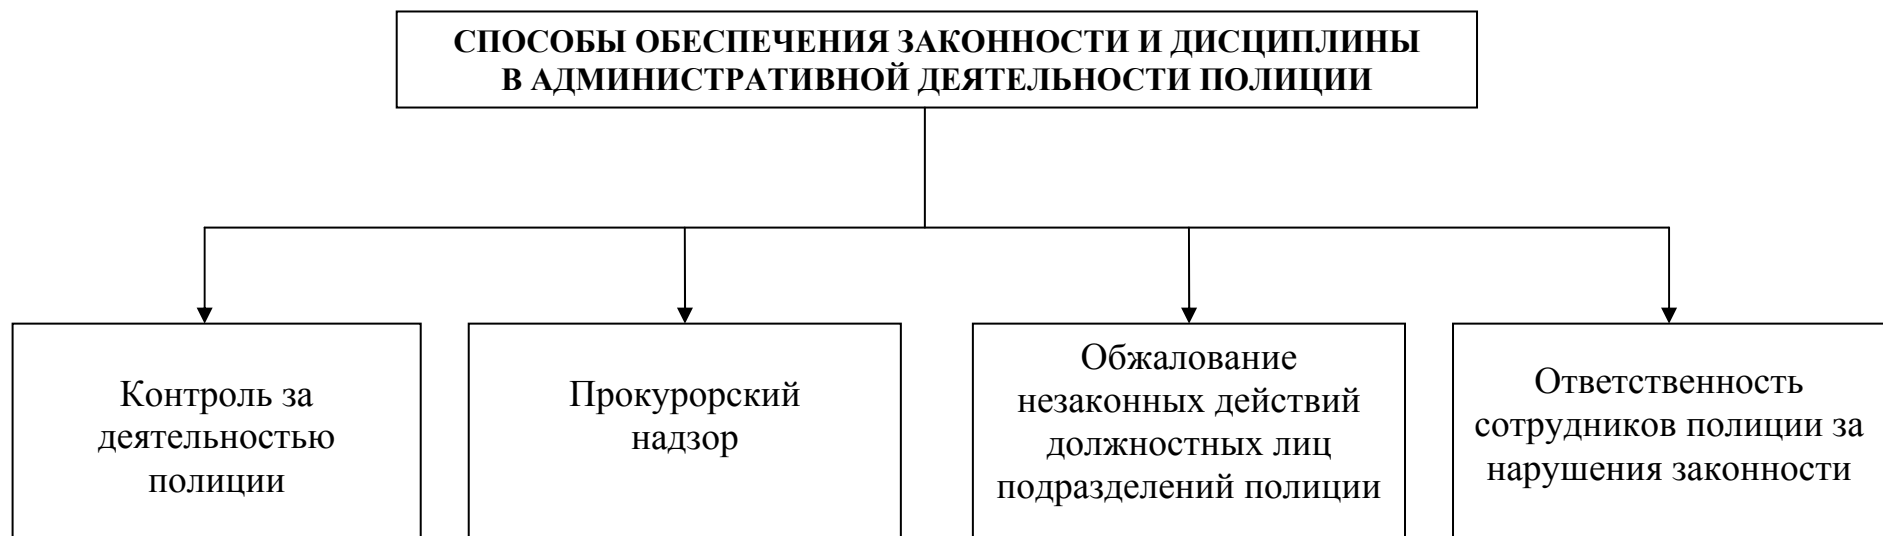 СПОСОБЫ ОБЕСПЕЧЕНИЯ ЗАКОННОСТИ И ДИСЦИПЛИНЫ
В АДМИНИСТРАТИВНОЙ ДЕЯТЕЛЬНОСТИ ПОЛИЦИИ
Контроль за
деятельностью
полиции
Прокурорский
надзор
Обжалование
незаконных действий
должностных лиц
подразделений полиции
Ответственность
сотрудников полиции за
нарушения законности